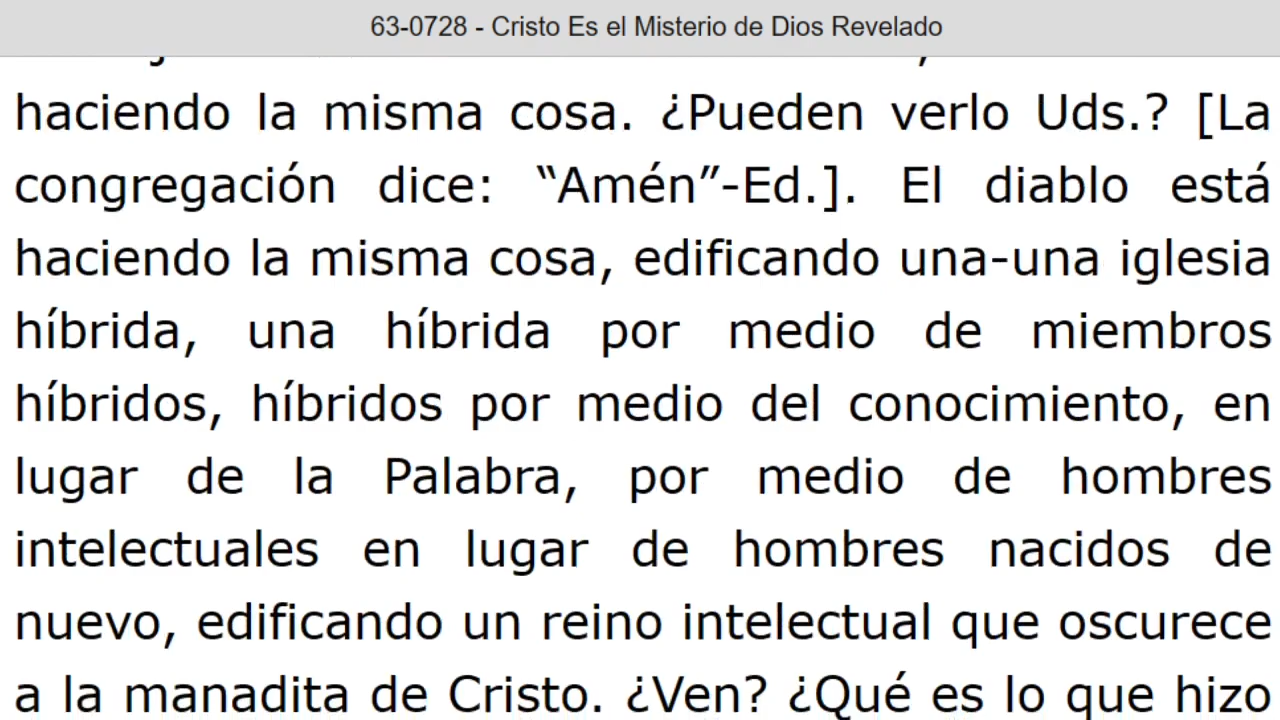 63-0728 - Cristo Es el Misterio de Dios Revelado
haciendo la misma cosa. ¿Pueden verlo Uds.? [La
congregación dice: “Amén”-Ed.]. El diablo está
haciendo la misma cosa, edificando una-una iglesia
híbrida, una híbrida por medio de miembros
híbridos, híbridos por medio del conocimiento, en
lugar de la Palabra, por medio de hombres
intelectuales en lugar de hombres nacidos de
nuevo, edificando un reino intelectual que oscurece
a la manadita de Cristo. ¿Ven? ¿Qué es lo que hizo